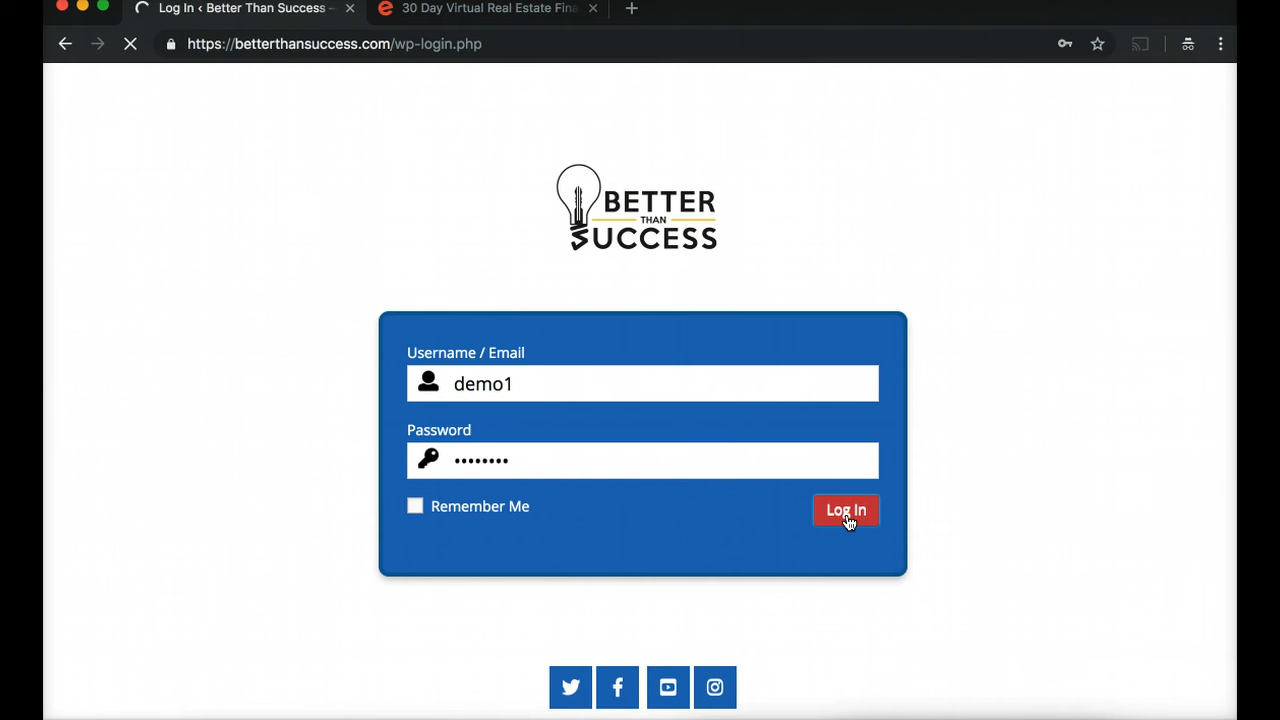 Log In ‹ Better Than Success –
30 Day Virtual Real Estate Fina
https://betterthansuccess.com/wp-login.php
BETTER
THAN
SUCCESS
Username / Email
demo1
Password
••••••••
Remember Me
Log In